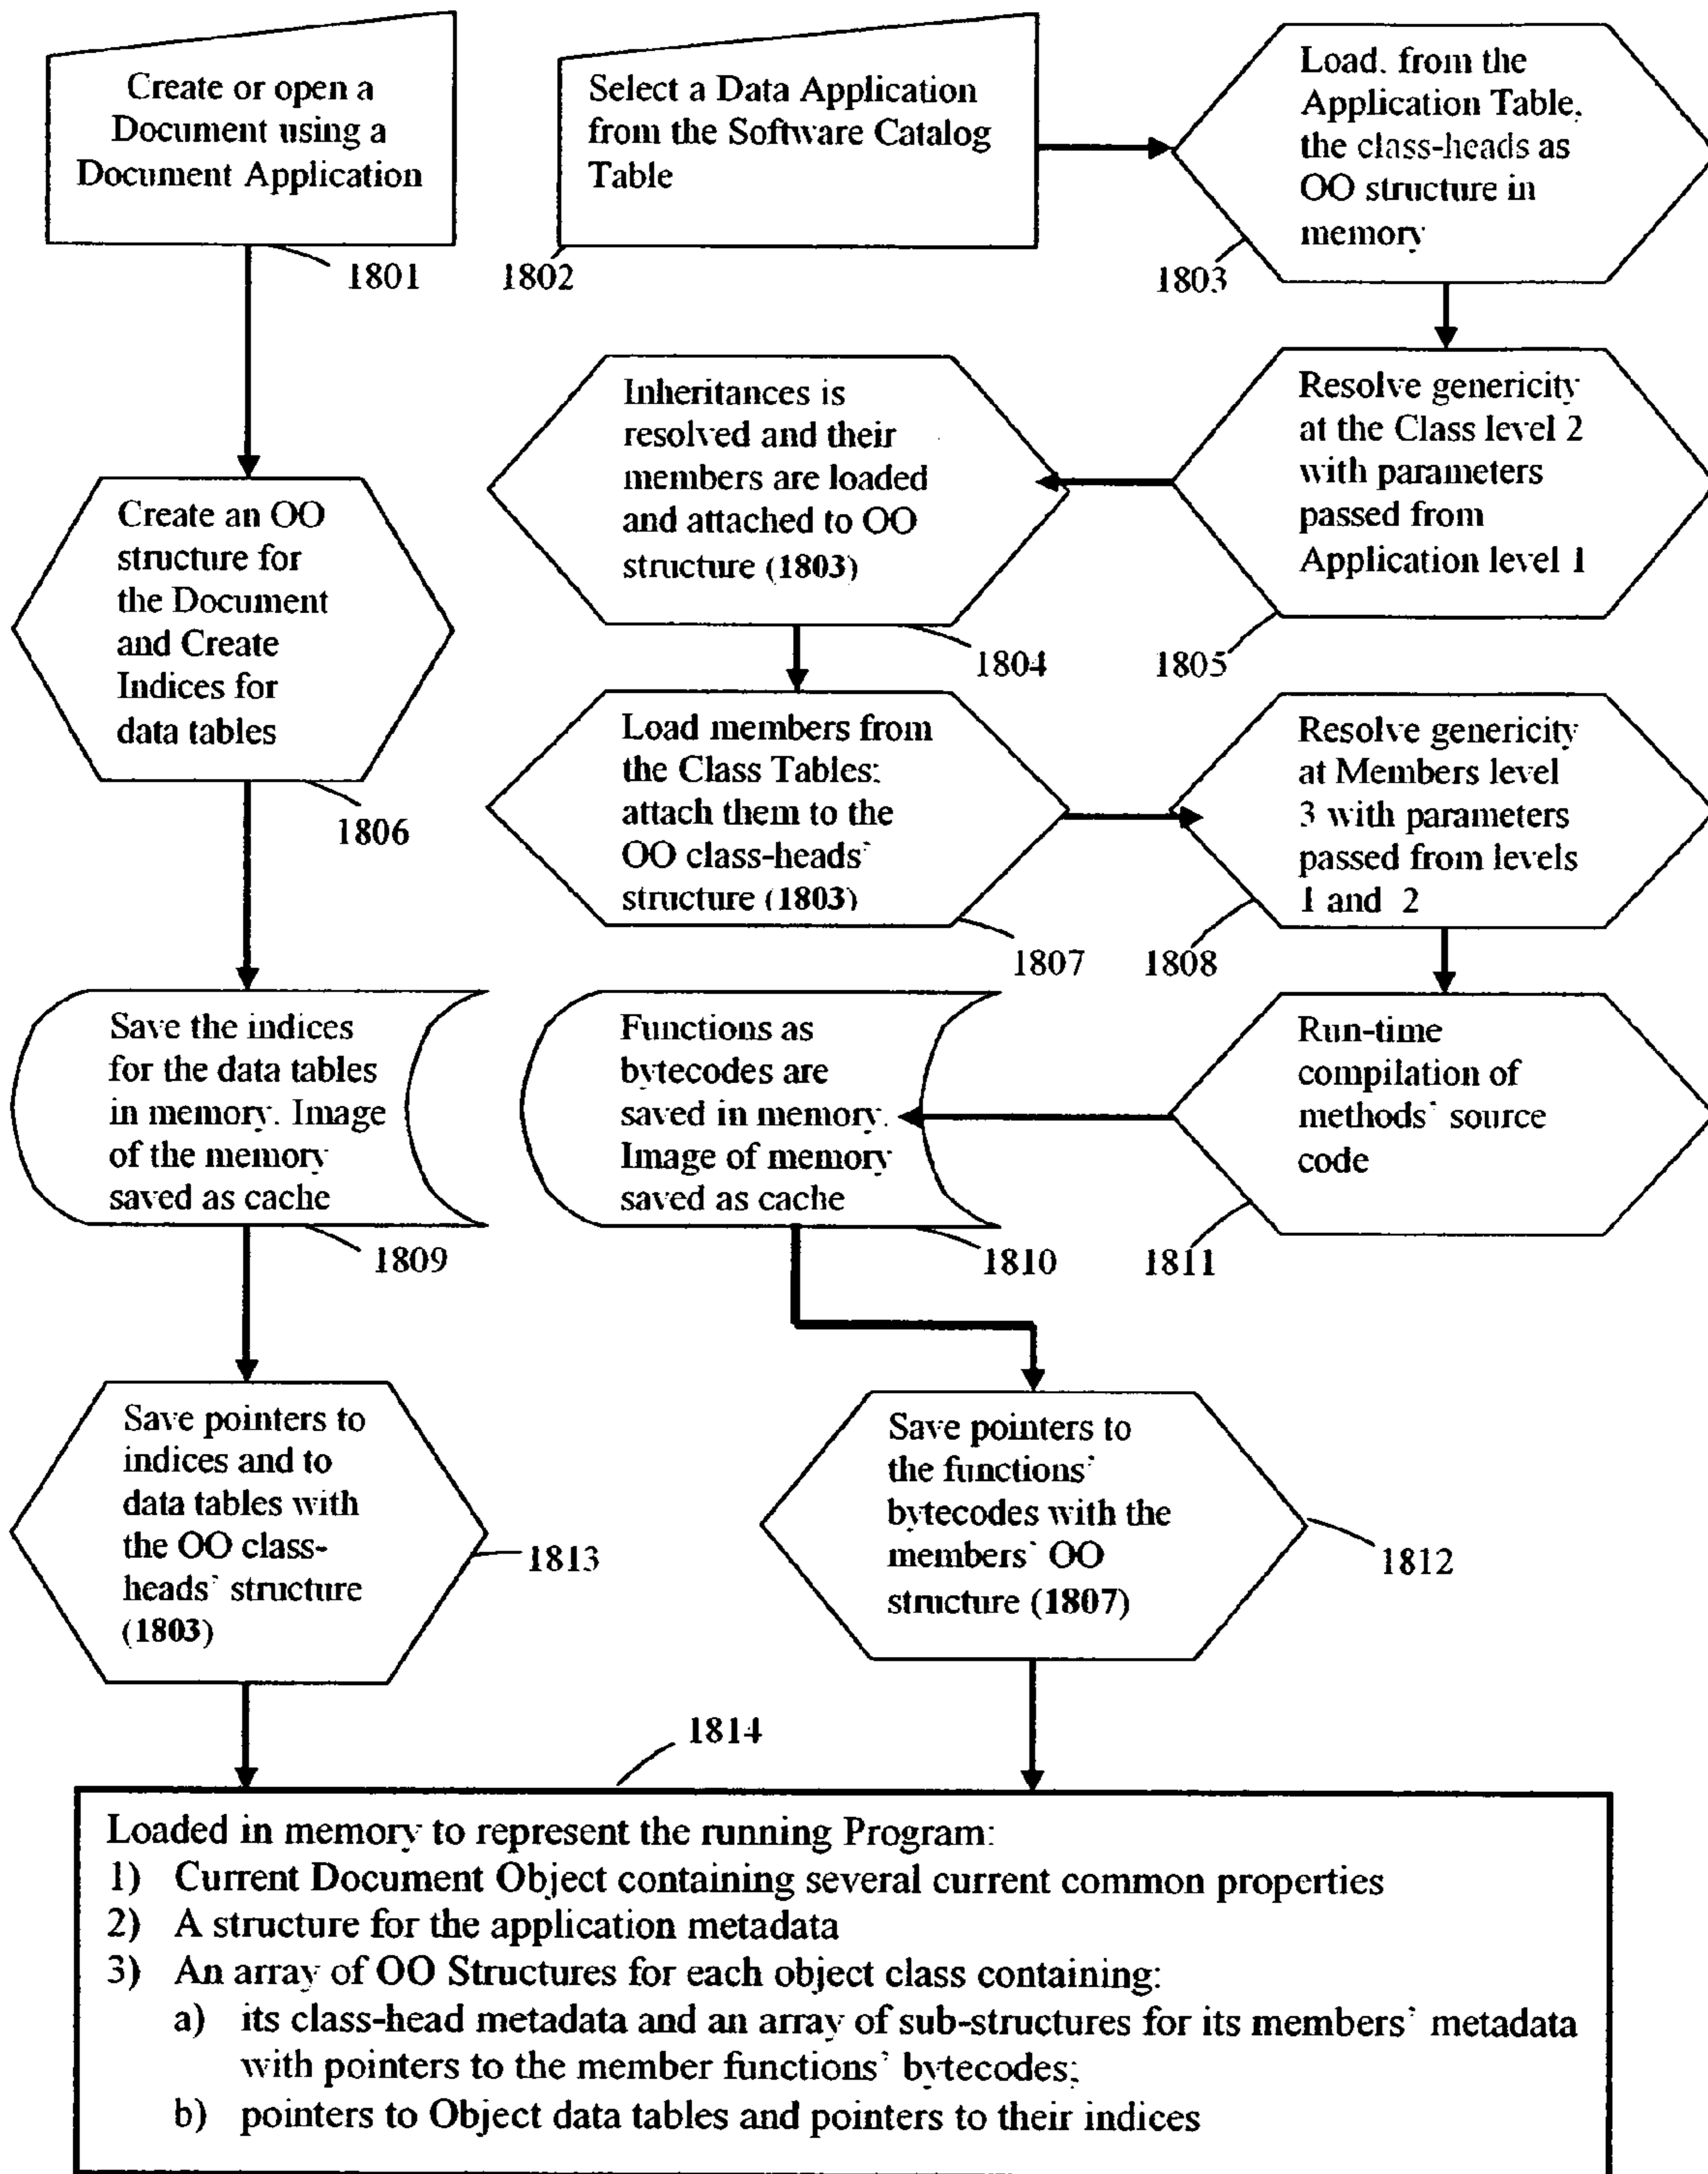 Create or open a
Document using a
Document Application
1801
Select a Data Application
from the Software Catalog
Table
1802
Load, from the
Application Table,
the class-heads as
OO structure in
memory
1803
Inheritances is
resolved and their
members are loaded
and attached to OO
structure (1803)
1804
Resolve genericity
at the Class level 2
with parameters
passed from
Application level 1
1805
Create an OO
structure for
the Document
and Create
Indices for
data tables
1806
Load members from
the Class Tables;
attach them to the
OO class-heads'
structure (1803)
1807
Resolve genericity
at Members level
3 with parameters
passed from levels
1 and 2
1808
Save the indices
for the data tables
in memory. Image
of the memory
saved as cache
1809
Functions as
bytecodes are
saved in memory.
Image of memory
saved as cache
1810
Run-time
compilation of
methods' source
code
1811
Save pointers to
indices and to
data tables with
the OO class-
heads' structure
(1803)
1813
Save pointers to
the functions'
bytecodes with the
members' OO
structure (1807)
1812
1814
Loaded in memory to represent the running Program:
1) Current Document Object containing several current common properties
2) A structure for the application metadata
3) An array of OO Structures for each object class containing:
a) its class-head metadata and an array of sub-structures for its members' metadata
with pointers to the member functions' bytecodes;
b) pointers to Object data tables and pointers to their indices